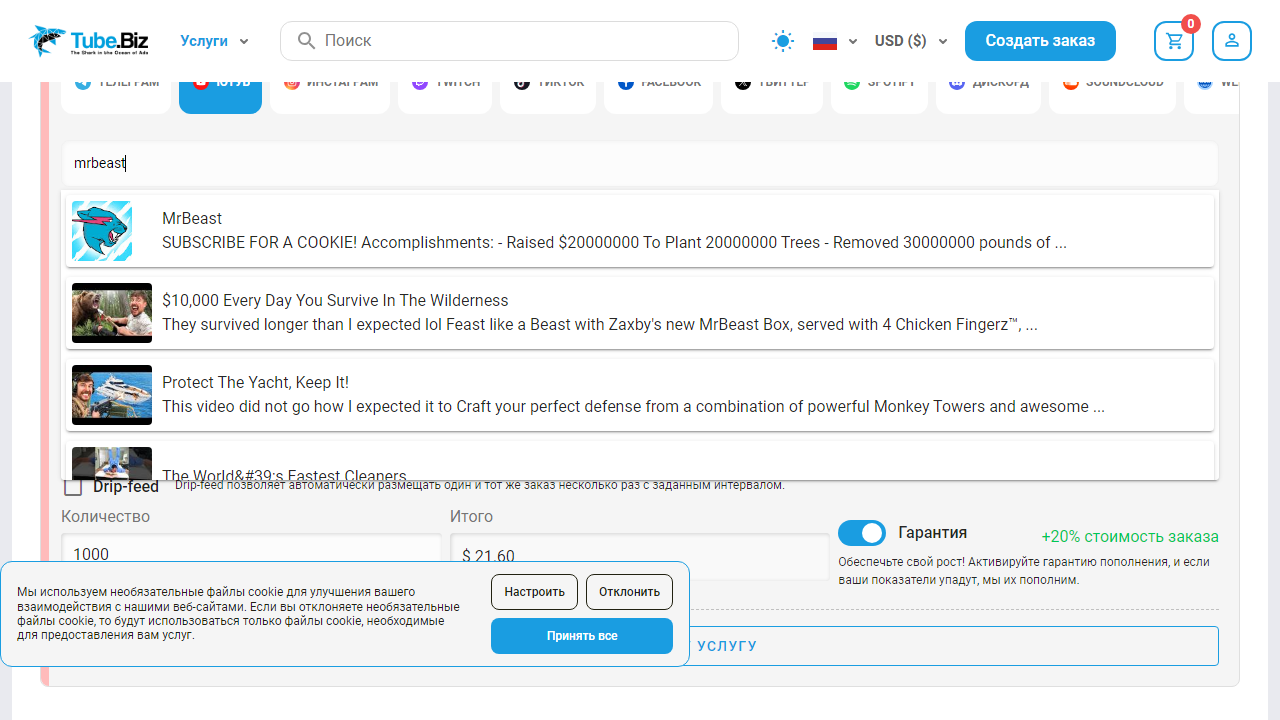 Tube.Biz
The Shark in the Ocean of Ads
Услуги
Поиск
USD ($)
Создать заказ
0
ТЕЛЕГРАМ
ЮТУБ
ИНСТАГРАМ
TWITCH
ТИКТОК
FACEBOOK
ТВИТТЕР
SPOTIFY
ДИСКОРД
SOUNDCLOUD
WE
mrbeast
MrBeast
SUBSCRIBE FOR A COOKIE! Accomplishments: - Raised $20000000 To Plant 20000000 Trees - Removed 30000000 pounds of ...
$10,000 Every Day You Survive In The Wilderness
They survived longer than I expected lol Feast like a Beast with Zaxby's new MrBeast Box, served with 4 Chicken Fingerz™, ...
Protect The Yacht, Keep It!
This video did not go how I expected it to Craft your perfect defense from a combination of powerful Monkey Towers and awesome ...
The World&#39;s Fastest Cleaners
Drip-feed
Drip-feed позволяет автоматически размещать один и тот же заказ несколько раз с заданным интервалом.
Количество
1000
Итого
$ 21.60
Гарантия
+20% стоимость заказа
Обеспечьте свой рост! Активируйте гарантию пополнения, и если
ваши показатели упадут, мы их пополним.
УСЛУГУ
Мы используем необязательные файлы cookie для улучшения вашего
взаимодействия с нашими веб-сайтами. Если вы отклоняете необязательные
файлы cookie, то будут использоваться только файлы cookie, необходимые
для предоставления вам услуг.
Настроить
Отклонить
Принять все